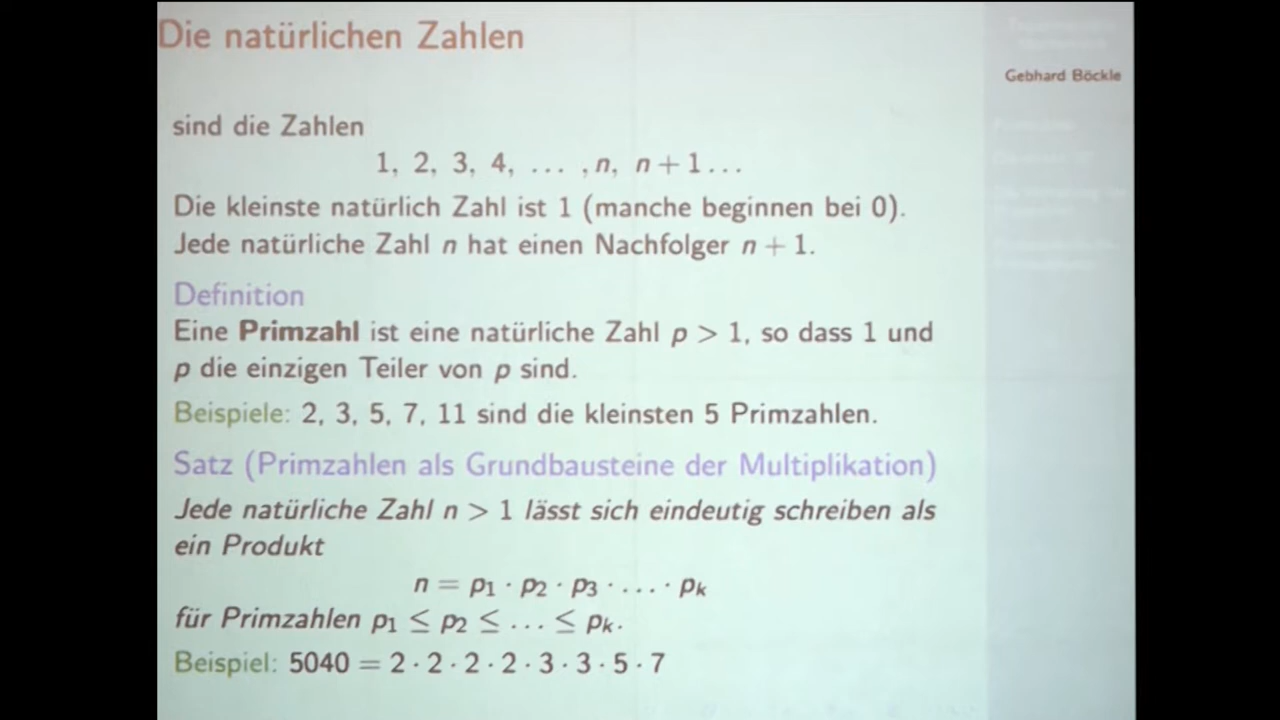 Die natürlichen Zahlen
Gebhard Böckle
sind die Zahlen
1, 2, 3, 4, ... , n, n + 1 ...
Die kleinste natürlich Zahl ist 1 (manche beginnen bei 0).
Jede natürliche Zahl n hat einen Nachfolger n + 1.
Definition
Eine Primzahl ist eine natürliche Zahl p > 1, so dass 1 und
p die einzigen Teiler von p sind.
Beispiele: 2, 3, 5, 7, 11 sind die kleinsten 5 Primzahlen.
Satz (Primzahlen als Grundbausteine der Multiplikation)
Jede natürliche Zahl n > 1 lässt sich eindeutig schreiben als
ein Produkt
n = p₁ · p₂ · p₃ · ... · pₖ
für Primzahlen p₁ ≤ p₂ ≤ ... ≤ pₖ.
Beispiel: 5040 = 2 · 2 · 2 · 2 · 3 · 3 · 5 · 7